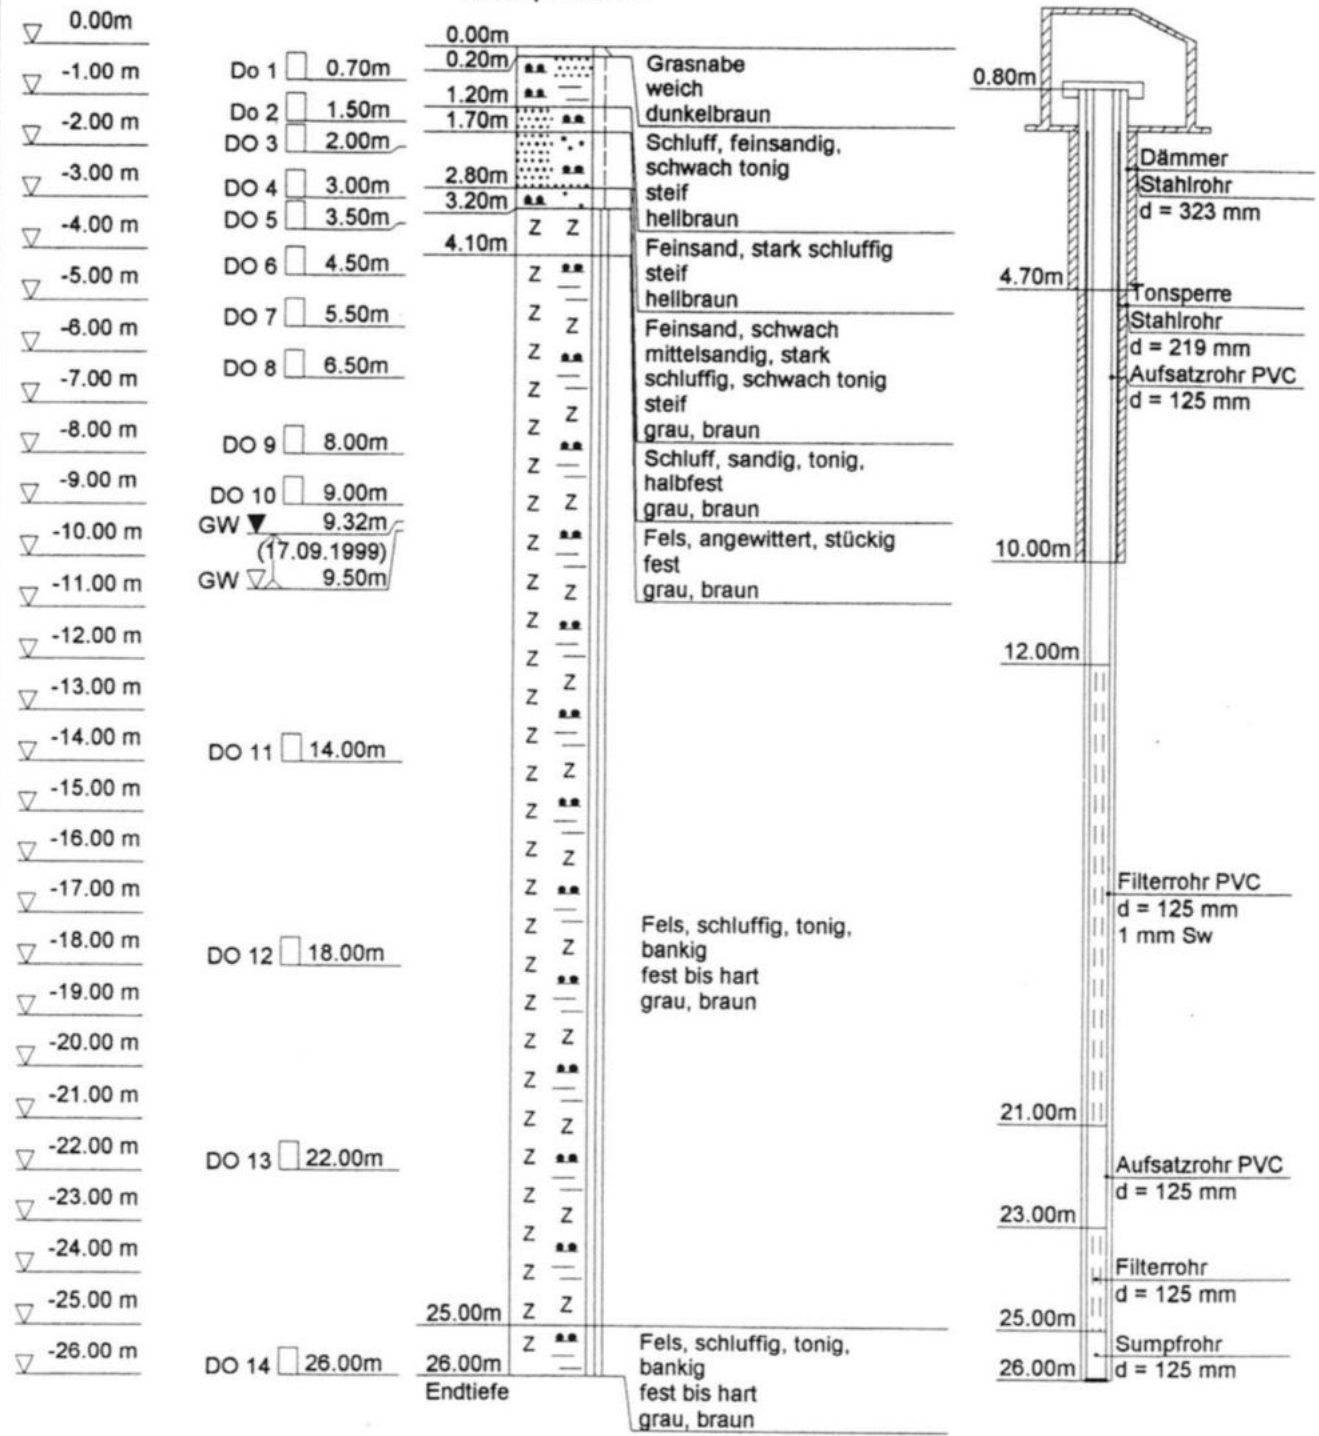 0.00m
-1.00 m
-2.00 m
-3.00 m
-4.00 m
-5.00 m
-6.00 m
-7.00 m
-8.00 m
-9.00 m
-10.00 m
-11.00 m
-12.00 m
-13.00 m
-14.00 m
-15.00 m
-16.00 m
-17.00 m
-18.00 m
-19.00 m
-20.00 m
-21.00 m
-22.00 m
-23.00 m
-24.00 m
-25.00 m
-26.00 m
Do 1 0.70m
Do 2 1.50m
DO 3 2.00m
DO 4 3.00m
DO 5 3.50m
DO 6 4.50m
DO 7 5.50m
DO 8 6.50m
DO 9 8.00m
DO 10 9.00m
GW 9.32m
(17.09.1999)
GW 9.50m
DO 11 14.00m
DO 12 18.00m
DO 13 22.00m
DO 14 26.00m
0.00m
0.20m
1.20m
1.70m
2.80m
3.20m
4.10m
25.00m
26.00m
Endtiefe
Grasnabe
weich
dunkelbraun
Schluff, feinsandig,
schwach tonig
steif
hellbraun
Feinsand, stark schluffig
steif
hellbraun
Feinsand, schwach
mittelsandig, stark
schluffig, schwach tonig
steif
grau, braun
Schluff, sandig, tonig,
halbfest
grau, braun
Fels, angewittert, stückig
fest
grau, braun
Fels, schluffig, tonig,
bankig
fest bis hart
grau, braun
Fels, schluffig, tonig,
bankig
fest bis hart
grau, braun
0.80m
4.70m
10.00m
12.00m
21.00m
23.00m
25.00m
26.00m
Dämmer
Stahlrohr
d = 323 mm
Tonsperre
Stahlrohr
d = 219 mm
Aufsatzrohr PVC
d = 125 mm
Filterrohr PVC
d = 125 mm
1 mm Sw
Aufsatzrohr PVC
d = 125 mm
Filterrohr
d = 125 mm
Sumpfrohr
d = 125 mm